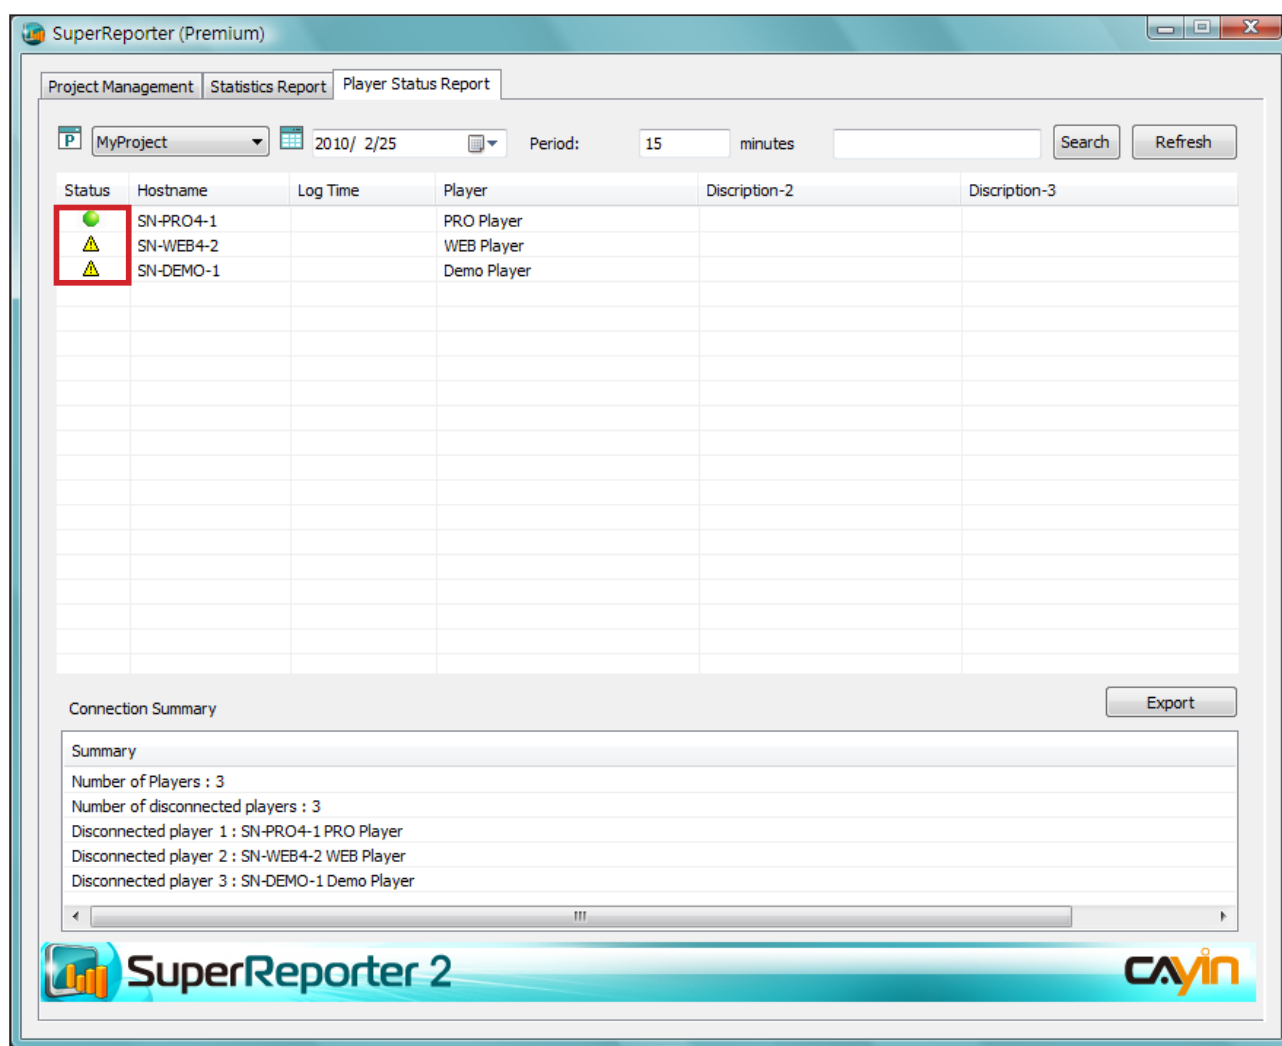 SuperReporter (Premium)
Project Management Statistics Report Player Status Report
P MyProject 2010/ 2/25 Period: 15 minutes Search Refresh
Status Hostname Log Time Player Discription-2 Discription-3
SN-PRO4-1 PRO Player
SN-WEB4-2 WEB Player
SN-DEMO-1 Demo Player
Connection Summary Export
Summary
Number of Players : 3
Number of disconnected players : 3
Disconnected player 1 : SN-PRO4-1 PRO Player
Disconnected player 2 : SN-WEB4-2 WEB Player
Disconnected player 3 : SN-DEMO-1 Demo Player
SuperReporter 2 CAyin